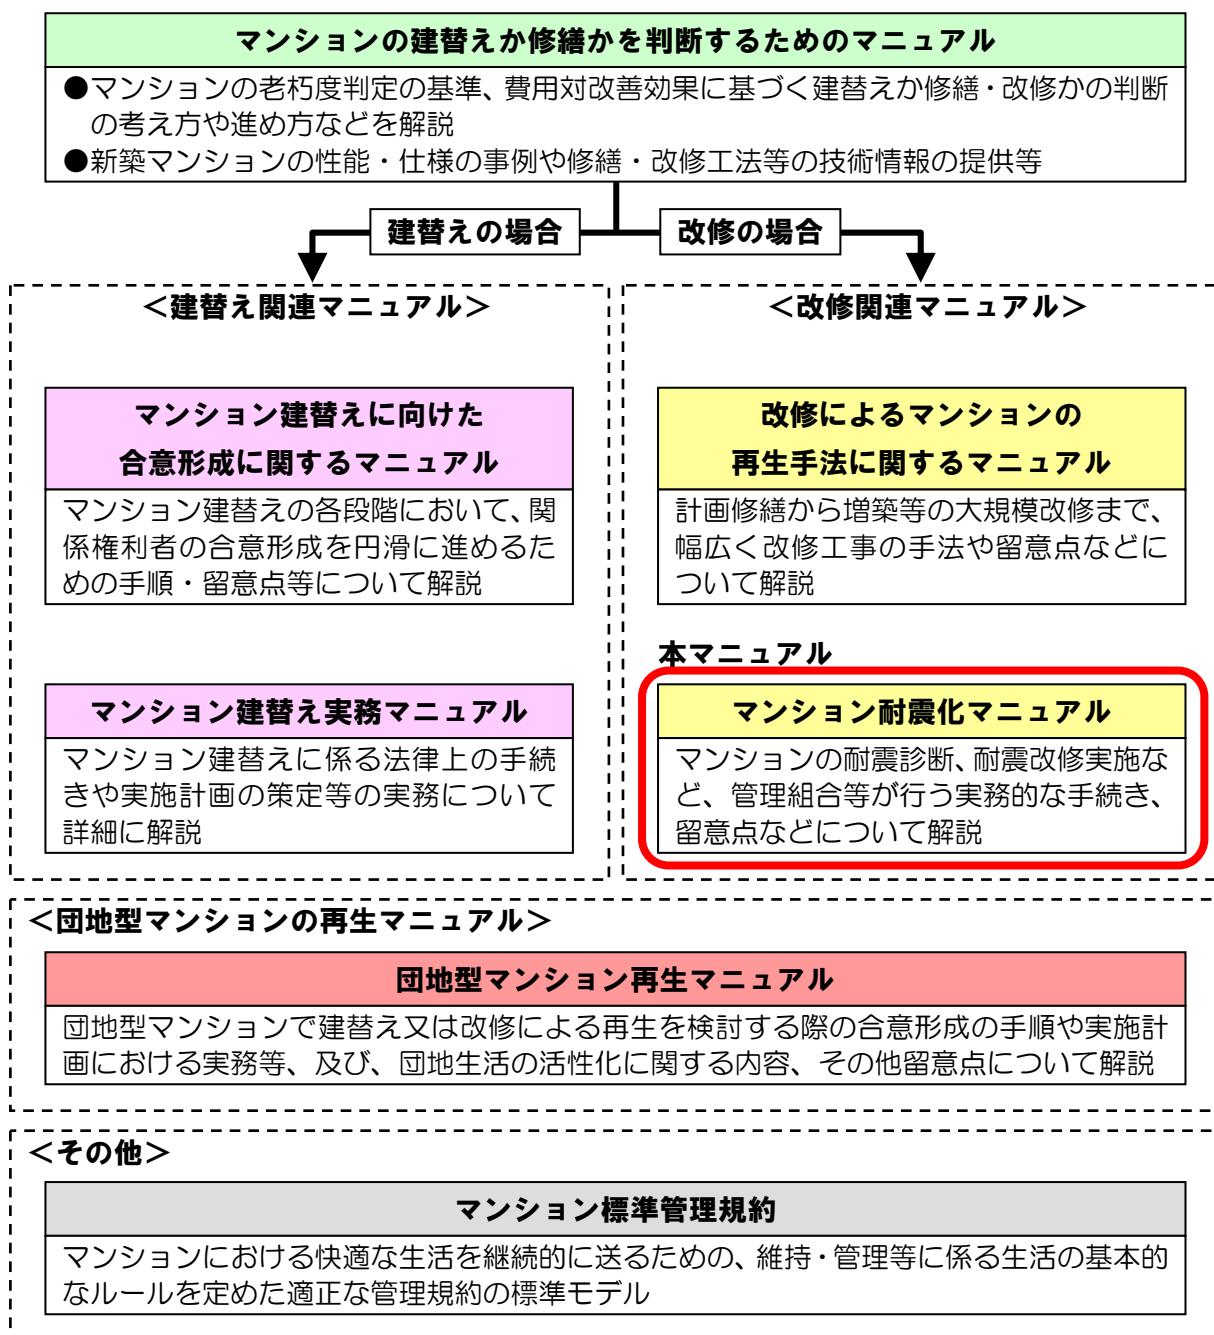 マンションの建替えか修繕かを判断するためのマニュアル
●マンションの老朽度判定の基準、費用対改善効果に基づく建替えか修繕・改修かの判断
の考え方や進め方などを解説
●新築マンションの性能・仕様の事例や修繕・改修工法等の技術情報の提供等
建替えの場合
改修の場合
＜建替え関連マニュアル＞
マンション建替えに向けた
合意形成に関するマニュアル
マンション建替えの各段階において、関
係権利者の合意形成を円滑に進めるた
めの手順・留意点等について解説
マンション建替え実務マニュアル
マンション建替えに係る法律上の手続
きや実施計画の策定等の実務について
詳細に解説
＜改修関連マニュアル＞
改修によるマンションの
再生手法に関するマニュアル
計画修繕から増築等の大規模改修まで、
幅広く改修工事の手法や留意点などに
ついて解説
本マニュアル
マンション耐震化マニュアル
マンションの耐震診断、耐震改修実施な
ど、管理組合等が行う実務的な手続き、
留意点などについて解説
＜団地型マンションの再生マニュアル＞
団地型マンション再生マニュアル
団地型マンションで建替え又は改修による再生を検討する際の合意形成の手順や実施計
画における実務等、及び、団地生活の活性化に関する内容、その他留意点について解説
＜その他＞
マンション標準管理規約
マンションにおける快適な生活を継続的に送るための、維持・管理等に係る生活の基本的
なルールを定めた適正な管理規約の標準モデル